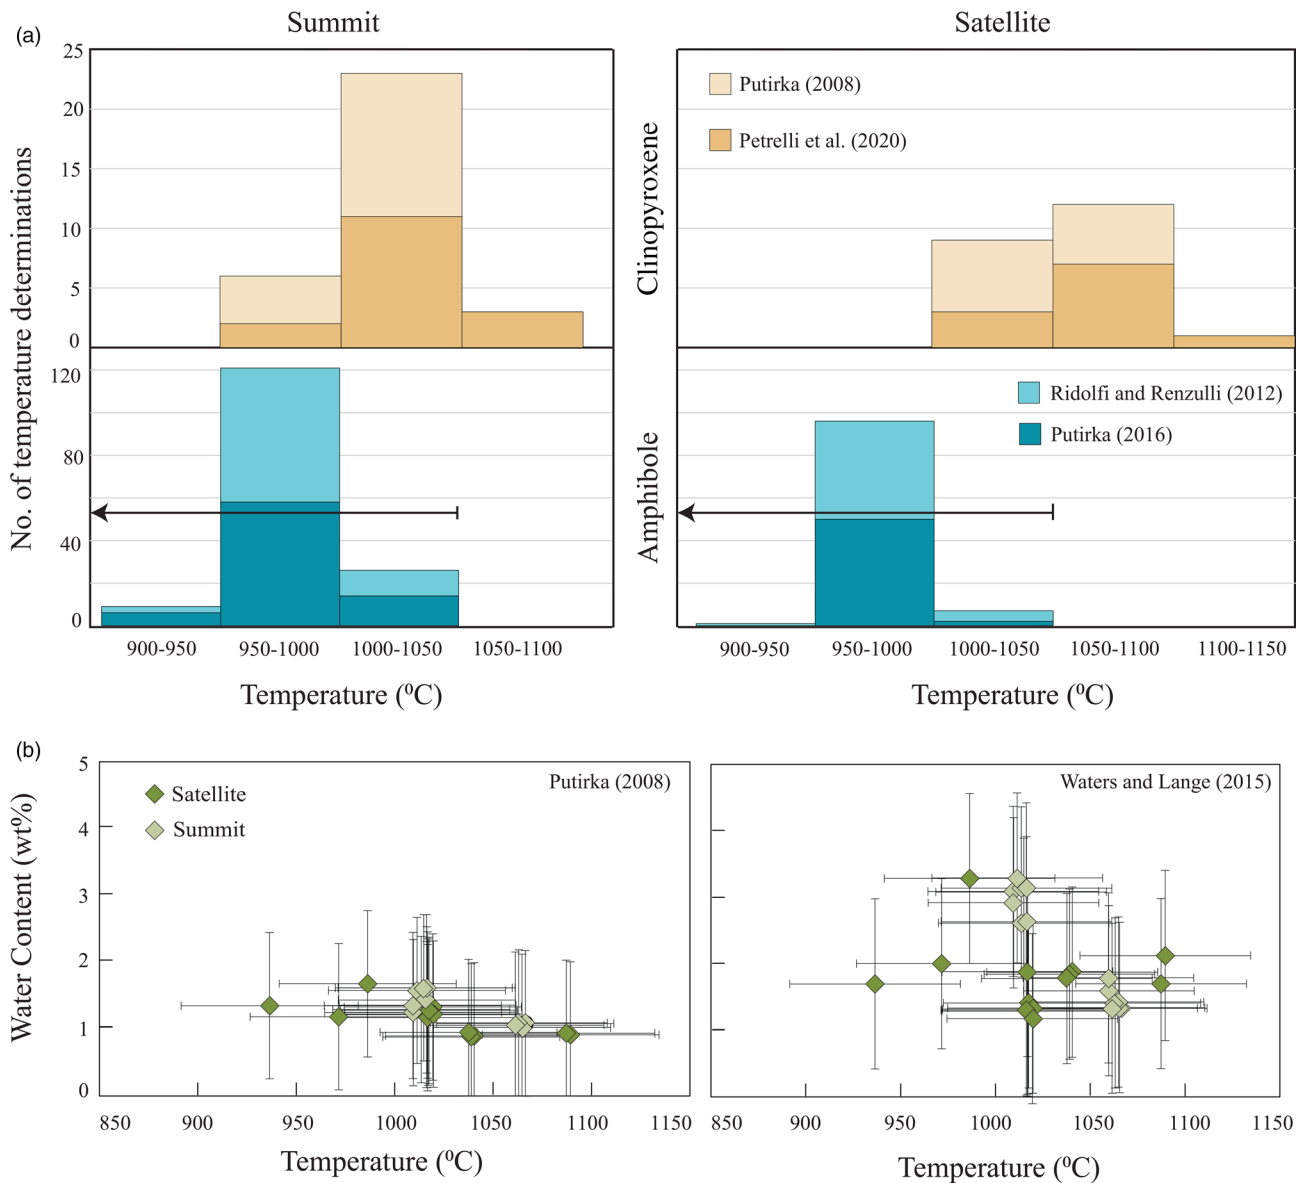 (a)
Summit
Satellite
No. of temperature determinations
25
20
15
10
5
0
120
80
40
0
Clinopyroxene
Putirka (2008)
Petrelli et al. (2020)
Amphibole
Ridolfi and Renzulli (2012)
Putirka (2016)
900-950 950-1000 1000-1050 1050-1100
900-950 950-1000 1000-1050 1050-1100 1100-1150
Temperature (⁰C)
Temperature (⁰C)
(b)
Water Content (wt%)
5
4
3
2
1
0
Satellite
Summit
Putirka (2008)
Waters and Lange (2015)
850 900 950 1000 1050 1100 1150
850 900 950 1000 1050 1100 1150
Temperature (⁰C)
Temperature (⁰C)